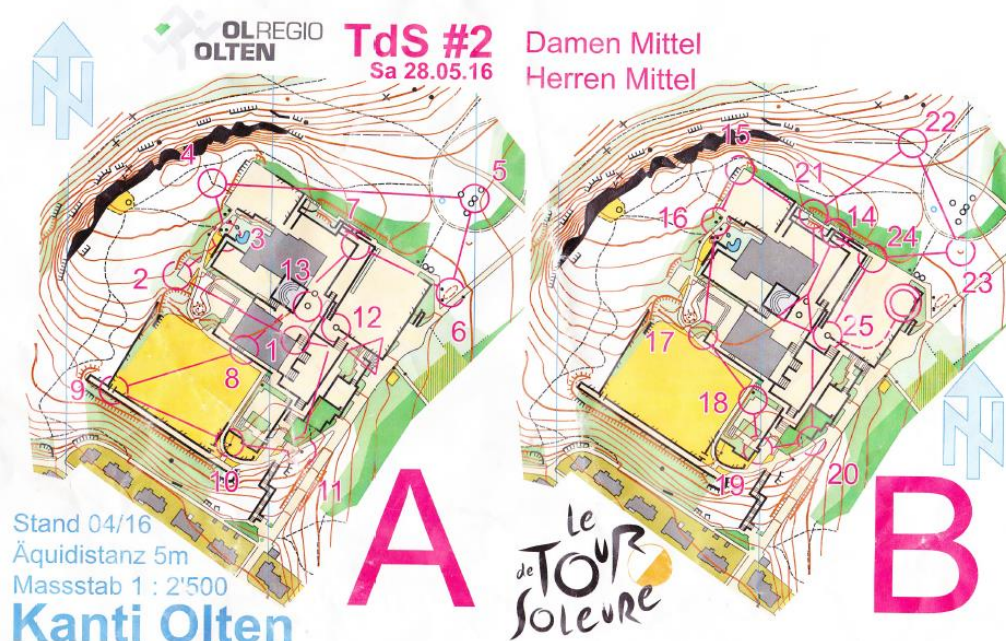 OLREGIO
OLTEN
TdS #2
Sa 28.05.16
Damen Mittel
Herren Mittel
4
5
7
3
2
13
12
6
1
8
9
10
11
A
15
22
21
16
14
24
23
17
25
18
19
20
B
Stand 04/16
Äquidistanz 5m
Massstab 1 : 2'500
Kanti Olten
Le
de TOUR
SOLEURE